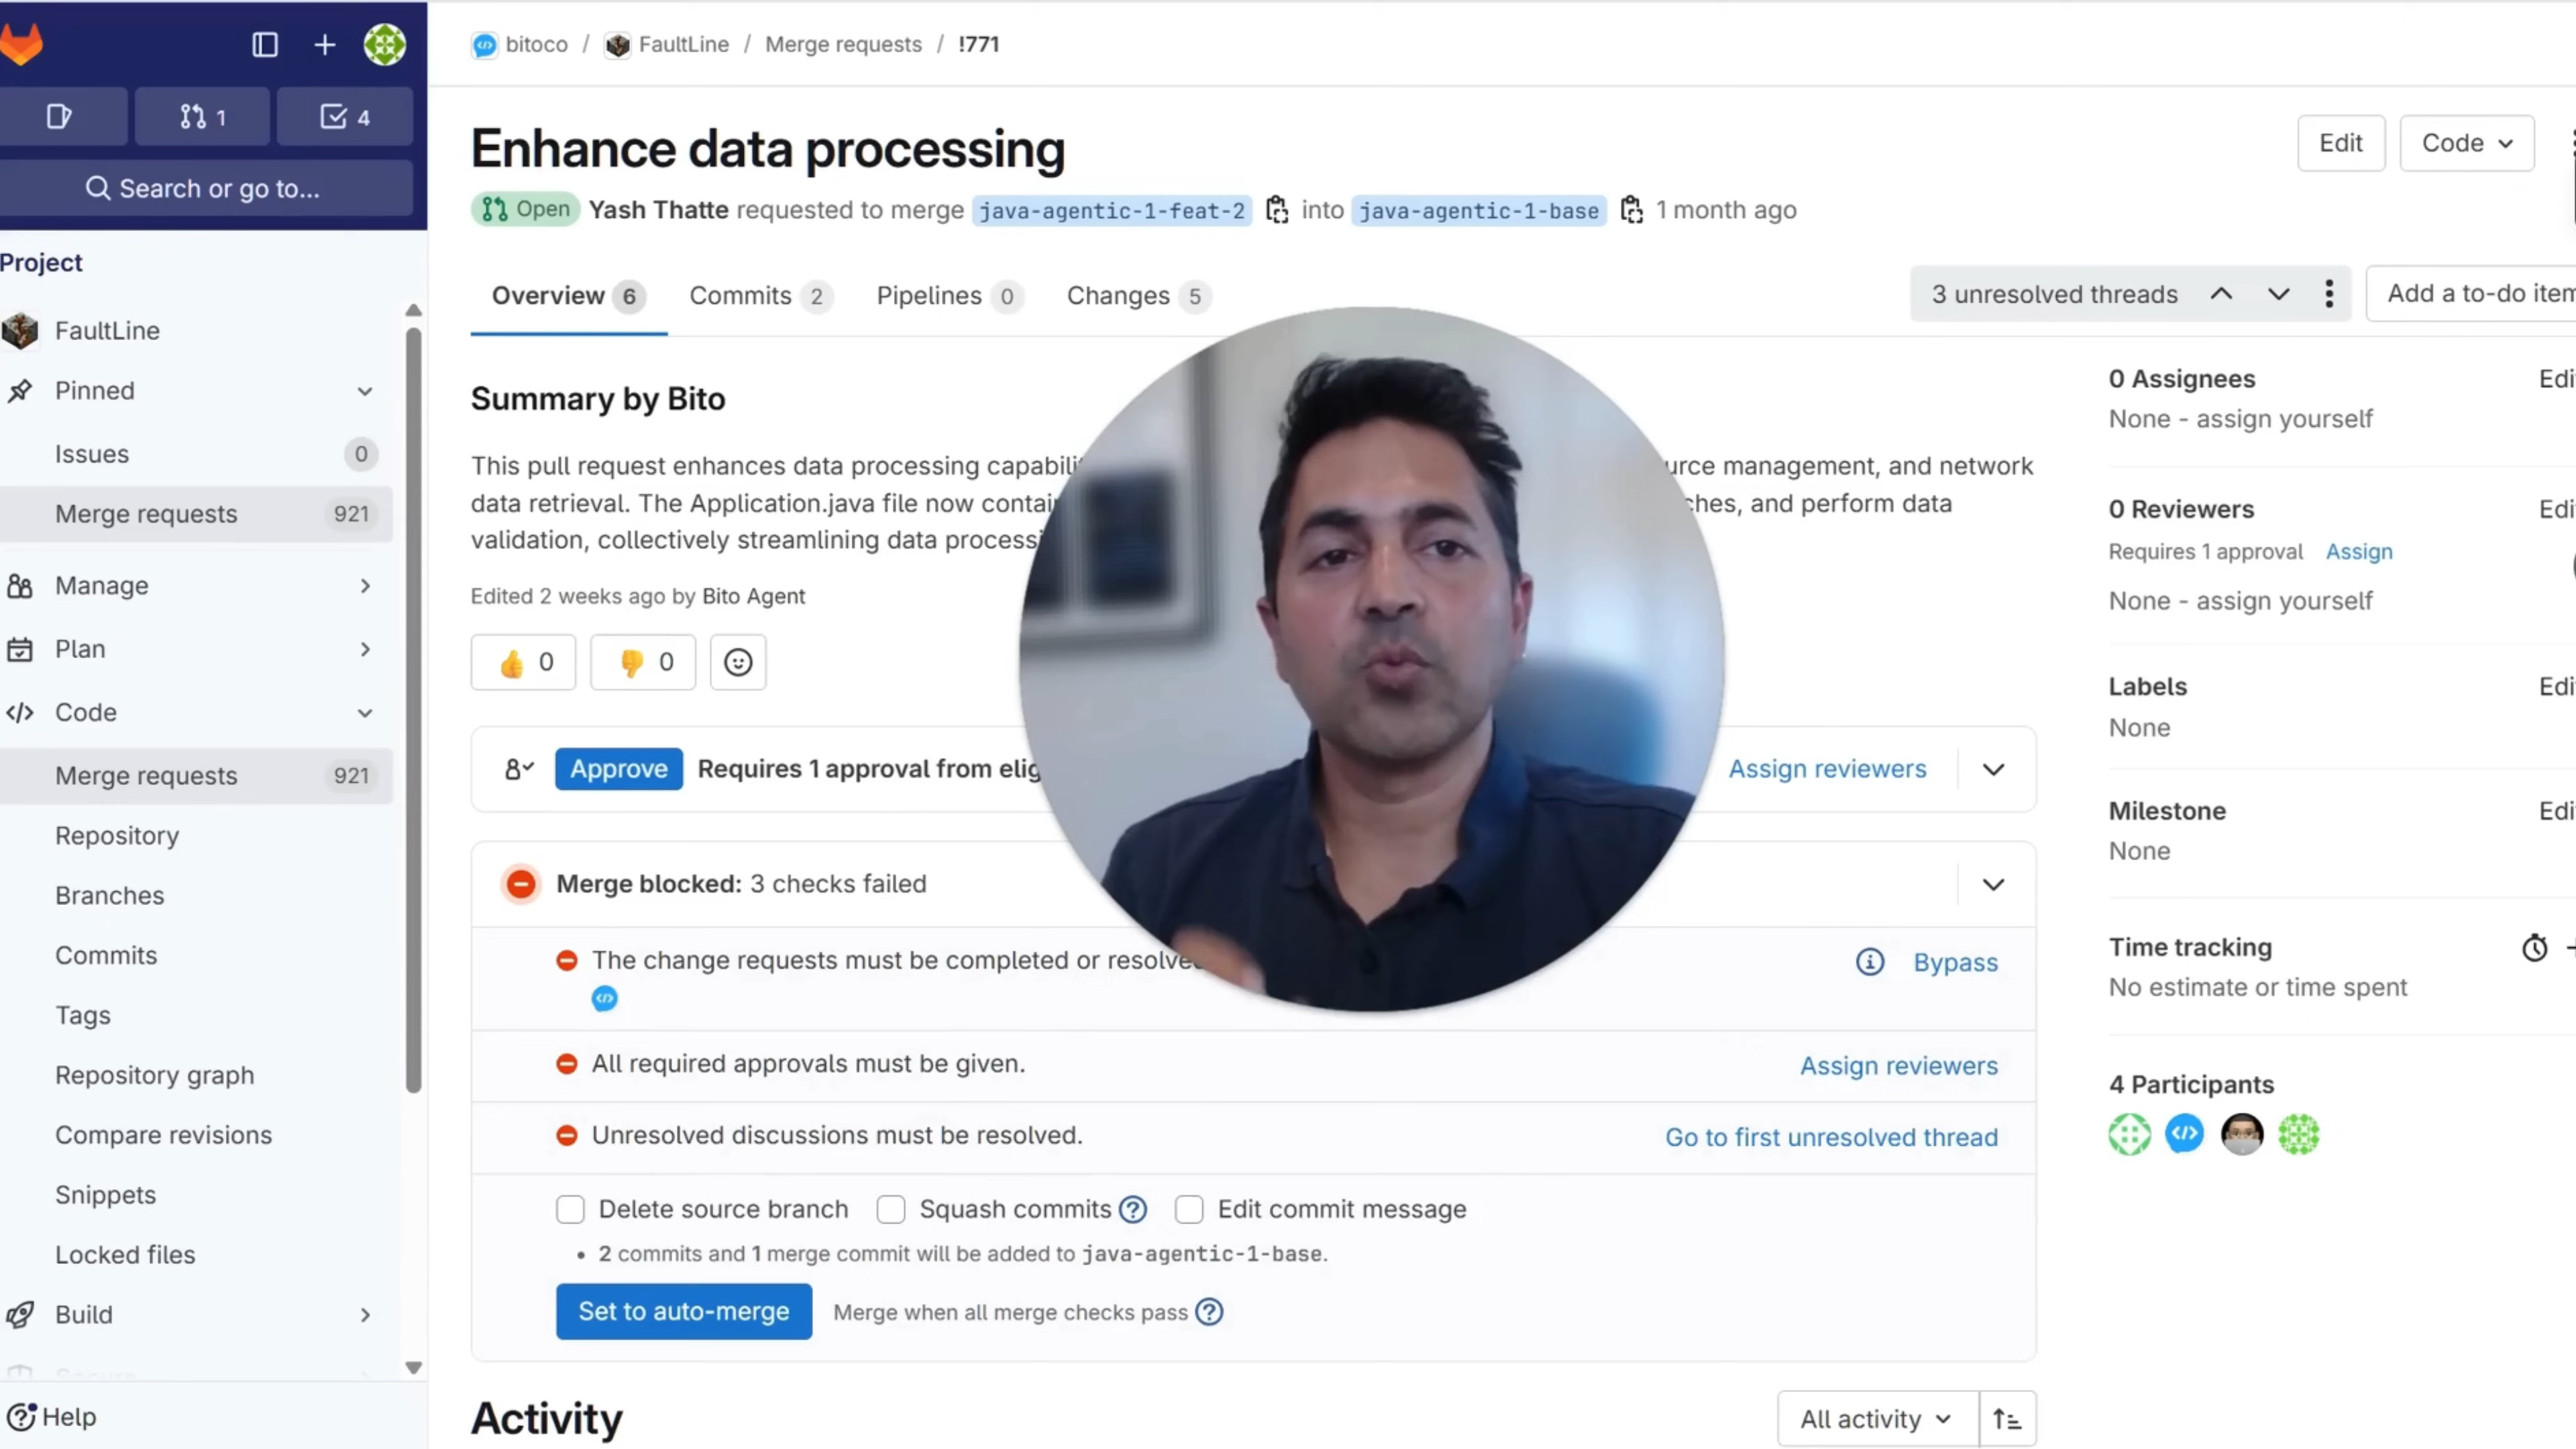 bitoco / FaultLine / Merge requests / !771
1
4
Search or go to...
Project
FaultLine
Pinned
Issues 0
Merge requests 921
Manage
Plan
Code
Merge requests 921
Repository
Branches
Commits
Tags
Repository graph
Compare revisions
Snippets
Locked files
Build
Help
Enhance data processing
Edit
Code
Open Yash Thatte requested to merge java-agentic-1-feat-2 into java-agentic-1-base 1 month ago
Overview 6 Commits 2 Pipelines 0 Changes 5
3 unresolved threads
Add a to-do item
Summary by Bito
This pull request enhances data processing management, and network
data retrieval. The Application.java file now and perform data
validation, collectively streamlining data
Edited 2 weeks ago by Bito Agent
👍 0 👎 0
Approve Requires 1 approval from Assign reviewers
Merge blocked: 3 checks failed
The change requests must be completed or
Bypass
All required approvals must be given. Assign reviewers
Unresolved discussions must be resolved. Go to first unresolved thread
Delete source branch Squash commits Edit commit message
• 2 commits and 1 merge commit will be added to java-agentic-1-base.
Set to auto-merge Merge when all merge checks pass
Activity
All activity
0 Assignees
None - assign yourself
0 Reviewers
Requires 1 approval Assign
None - assign yourself
Labels
None
Milestone
None
Time tracking
No estimate or time spent
4 Participants